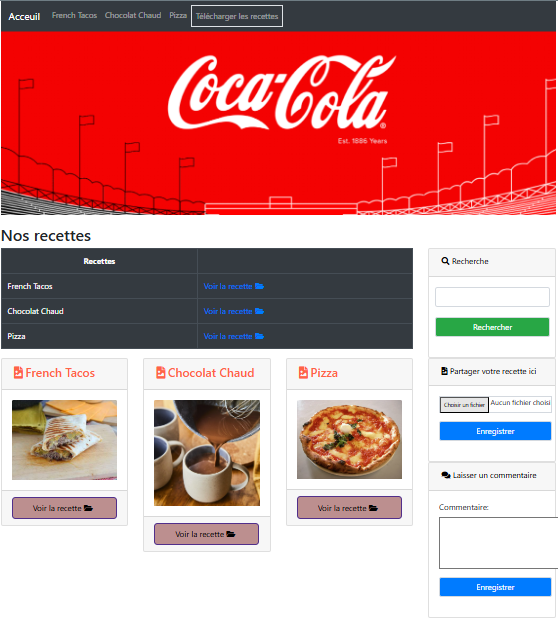 Acceuil French Tacos Chocolat Chaud Pizza Télécharger les recettes
Coca-Cola
®
Est. 1886 Years
Nos recettes
Recettes
French Tacos Voir la recette
Chocolat Chaud Voir la recette
Pizza Voir la recette
French Tacos
Voir la recette
Chocolat Chaud
Voir la recette
Pizza
Voir la recette
Recherche
Rechercher
Partager votre recette ici
Choisir un fichier Aucun fichier choisi
Enregistrer
Laisser un commentaire
Commentaire:
Enregistrer